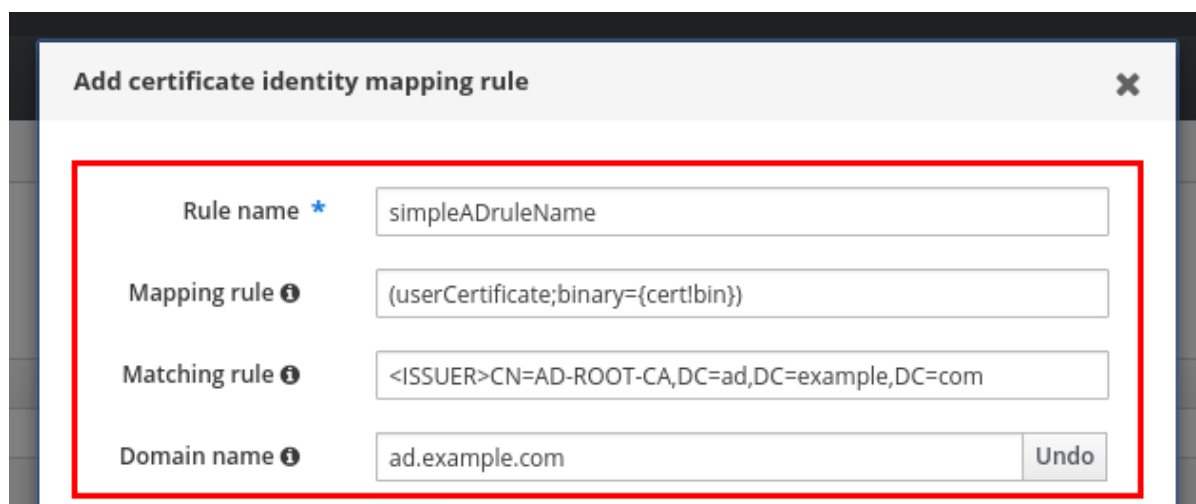 Add certificate identity mapping rule ✖
Rule name * simpleADruleName
Mapping rule (userCertificate;binary={cert!bin})
Matching rule <ISSUER>CN=AD-ROOT-CA,DC=ad,DC=example,DC=com
Domain name ad.example.com Undo